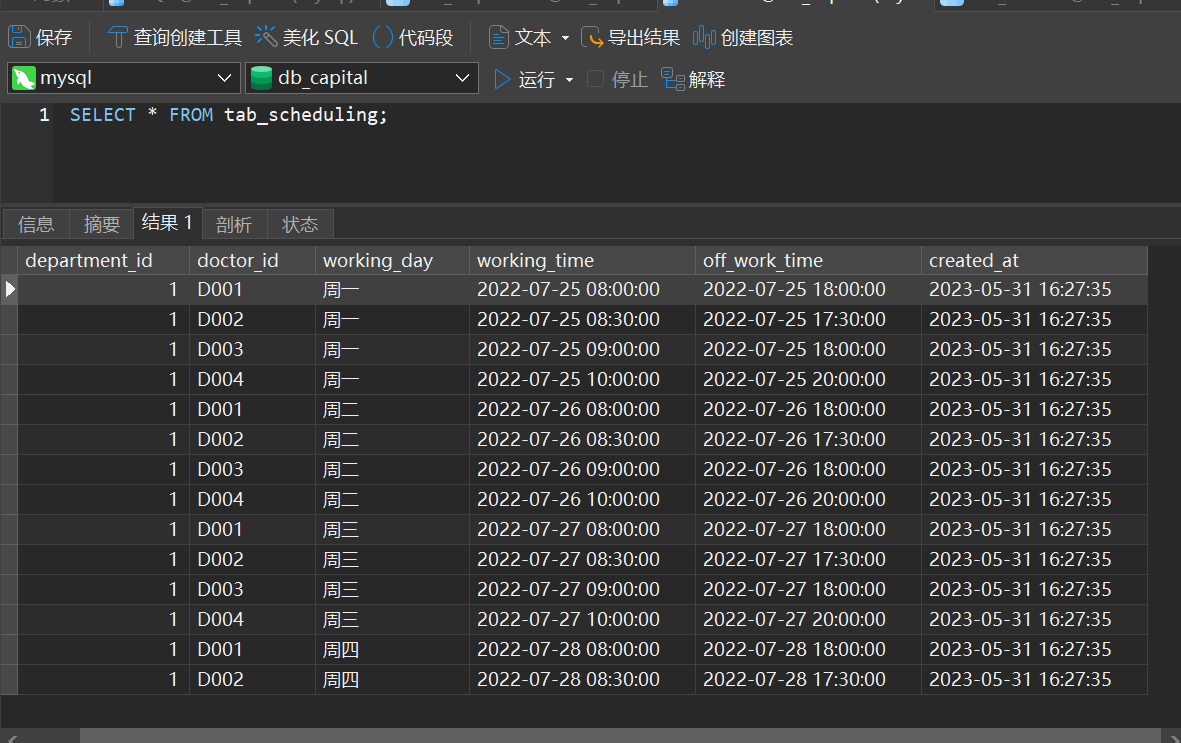 保存 查询创建工具 美化 SQL () 代码段 文本 导出结果 创建图表
mysql db_capital 运行 停止 解释
1 SELECT * FROM tab_scheduling;
信息 摘要 结果 1 剖析 状态
department_id doctor_id working_day working_time off_work_time created_at
1 D001 周一 2022-07-25 08:00:00 2022-07-25 18:00:00 2023-05-31 16:27:35
1 D002 周一 2022-07-25 08:30:00 2022-07-25 17:30:00 2023-05-31 16:27:35
1 D003 周一 2022-07-25 09:00:00 2022-07-25 18:00:00 2023-05-31 16:27:35
1 D004 周一 2022-07-25 10:00:00 2022-07-25 20:00:00 2023-05-31 16:27:35
1 D001 周二 2022-07-26 08:00:00 2022-07-26 18:00:00 2023-05-31 16:27:35
1 D002 周二 2022-07-26 08:30:00 2022-07-26 17:30:00 2023-05-31 16:27:35
1 D003 周二 2022-07-26 09:00:00 2022-07-26 18:00:00 2023-05-31 16:27:35
1 D004 周二 2022-07-26 10:00:00 2022-07-26 20:00:00 2023-05-31 16:27:35
1 D001 周三 2022-07-27 08:00:00 2022-07-27 18:00:00 2023-05-31 16:27:35
1 D002 周三 2022-07-27 08:30:00 2022-07-27 17:30:00 2023-05-31 16:27:35
1 D003 周三 2022-07-27 09:00:00 2022-07-27 18:00:00 2023-05-31 16:27:35
1 D004 周三 2022-07-27 10:00:00 2022-07-27 20:00:00 2023-05-31 16:27:35
1 D001 周四 2022-07-28 08:00:00 2022-07-28 18:00:00 2023-05-31 16:27:35
1 D002 周四 2022-07-28 08:30:00 2022-07-28 17:30:00 2023-05-31 16:27:35